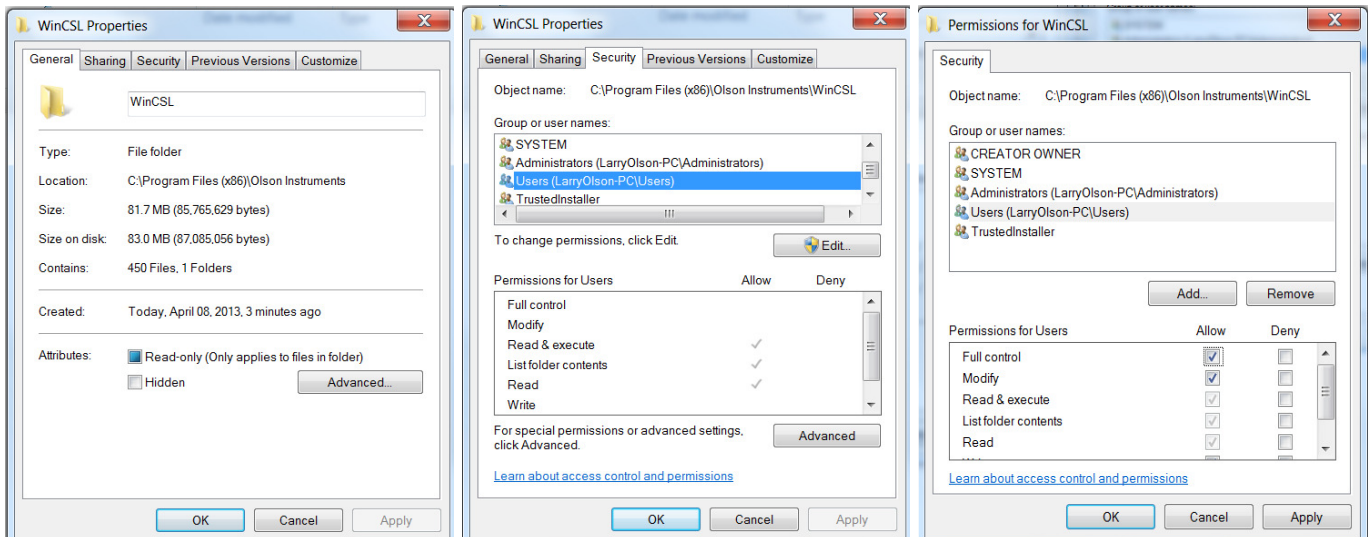 WinCSL Properties
General Sharing Security Previous Versions Customize
WinCSL
Type: File folder
Location: C:\Program Files (x86)\Olson Instruments
Size: 81.7 MB (85,765,629 bytes)
Size on disk: 83.0 MB (87,085,056 bytes)
Contains: 450 Files, 1 Folders
Created: Today, April 08, 2013, 3 minutes ago
Attributes: Read-only (Only applies to files in folder)
Hidden Advanced...
OK Cancel Apply
WinCSL Properties
General Sharing Security Previous Versions Customize
Object name: C:\Program Files (x86)\Olson Instruments\WinCSL
Group or user names:
SYSTEM
Administrators (LarryOlson-PC\Administrators)
Users (LarryOlson-PC\Users)
TrustedInstaller
To change permissions, click Edit. Edit...
Permissions for Users Allow Deny
Full control
Modify
Read & execute
List folder contents
Read
Write
For special permissions or advanced settings,
click Advanced. Advanced
Learn about access control and permissions
OK Cancel Apply
Permissions for WinCSL
Security
Object name: C:\Program Files (x86)\Olson Instruments\WinCSL
Group or user names:
CREATOR OWNER
SYSTEM
Administrators (LarryOlson-PC\Administrators)
Users (LarryOlson-PC\Users)
TrustedInstaller
Add... Remove
Permissions for Users Allow Deny
Full control
Modify
Read & execute
List folder contents
Read
Learn about access control and permissions
OK Cancel Apply